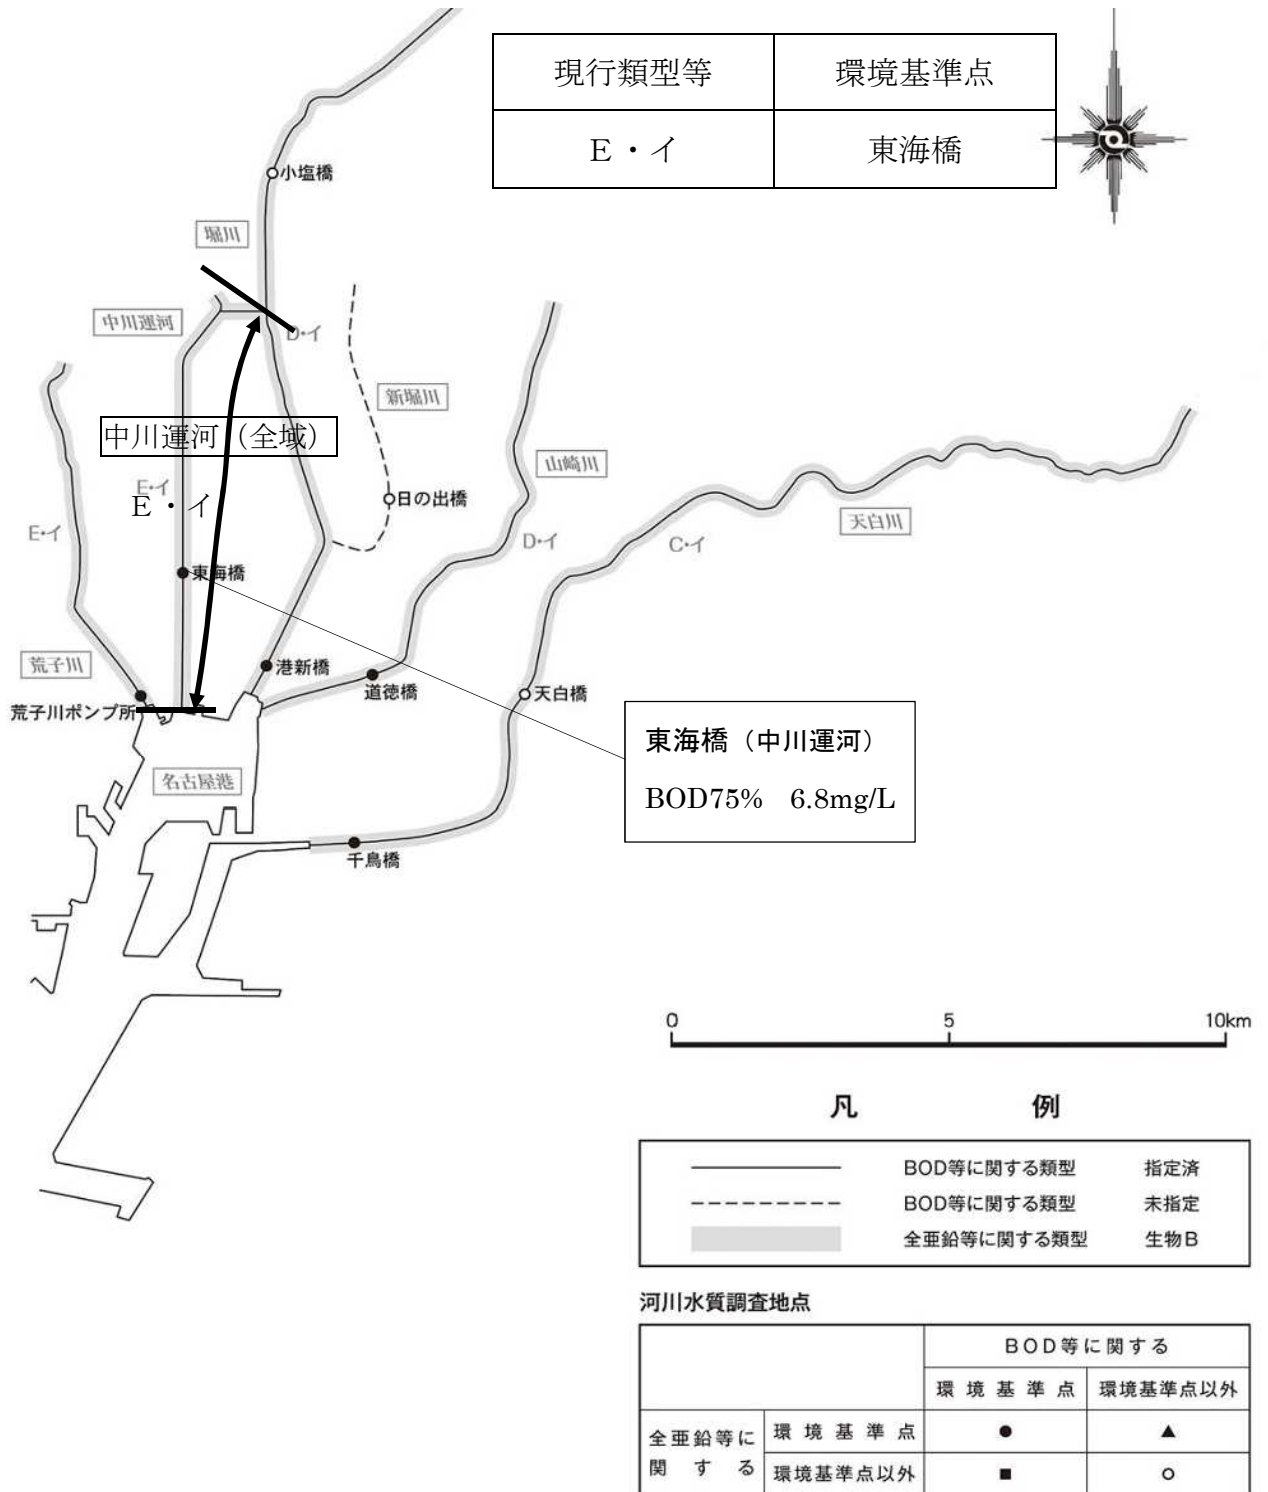 現行類型等 環境基準点
E・イ 東海橋
小塩橋
堀川
中川運河
D・イ
新堀川
中川運河（全域）
山崎川
E・イ
E・イ
日の出橋
天白川
E・イ
D・イ
C・イ
東海橋
荒子川
港新橋
道徳橋
天白橋
荒子川ポンプ所
東海橋（中川運河）
BOD75% 6.8mg/L
名古屋港
千鳥橋
0 5 10km
凡 例
BOD等に関する類型 指定済
BOD等に関する類型 未指定
全亜鉛等に関する類型 生物B
河川水質調査地点
BOD等に関する
環境基準点 環境基準点以外
全亜鉛等に
関する
環境基準点 ● ▲
環境基準点以外 ■ ○